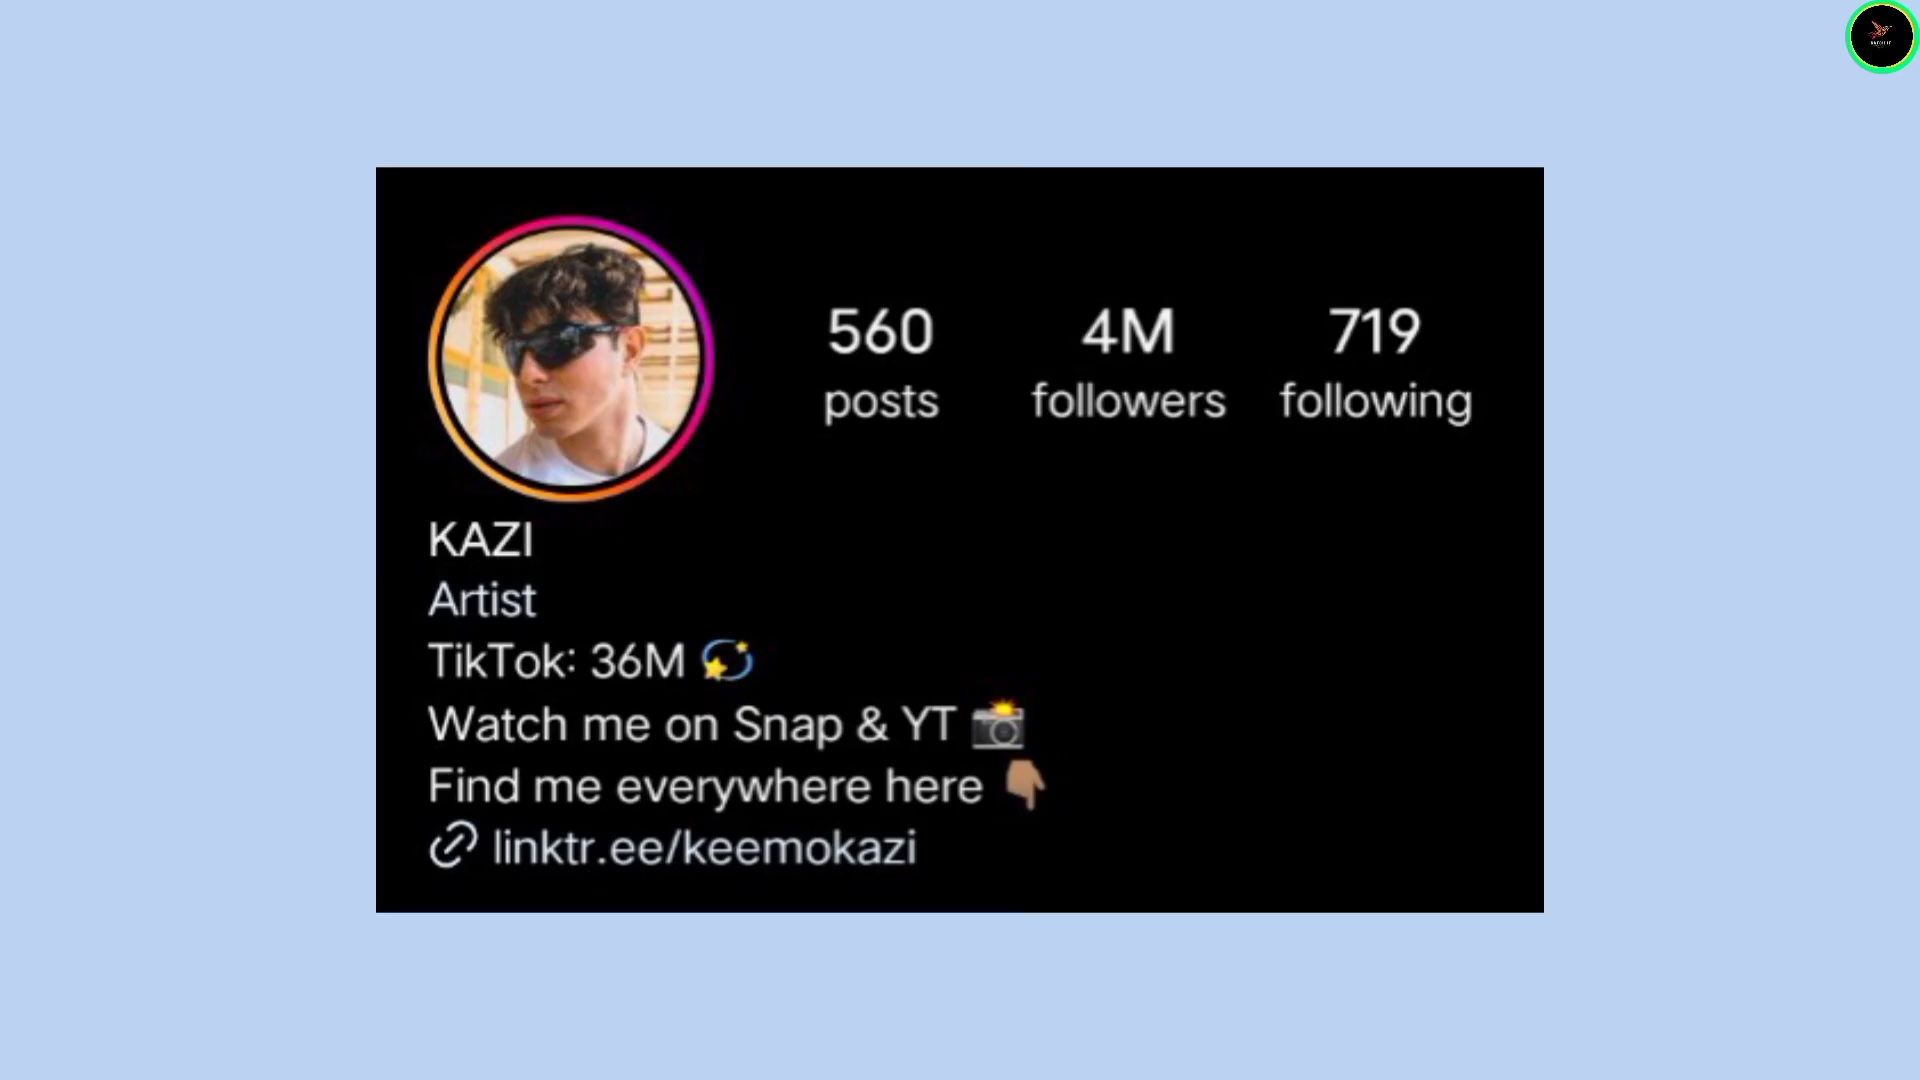 560 4M 719
posts followers following
KAZI
Artist
TikTok: 36M 💫
Watch me on Snap & YT 📸
Find me everywhere here 👇🏽
linktr.ee/keemokazi